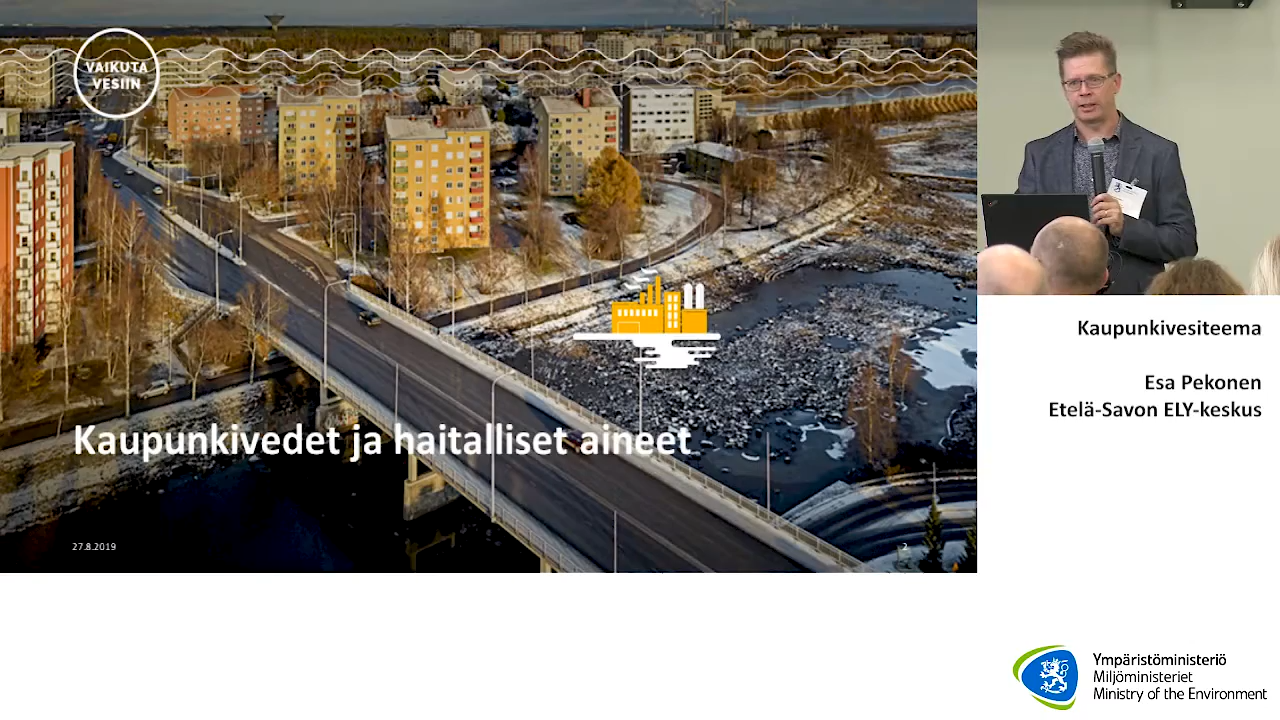 VAIKUTA
VESIIN
Kaupunkivedet ja haitalliset aineet
27.8.2019
2
Kaupunkivesiteema
Esa Pekonen
Etelä-Savon ELY-keskus
Ympäristöministeriö
Miljöministeriet
Ministry of the Environment